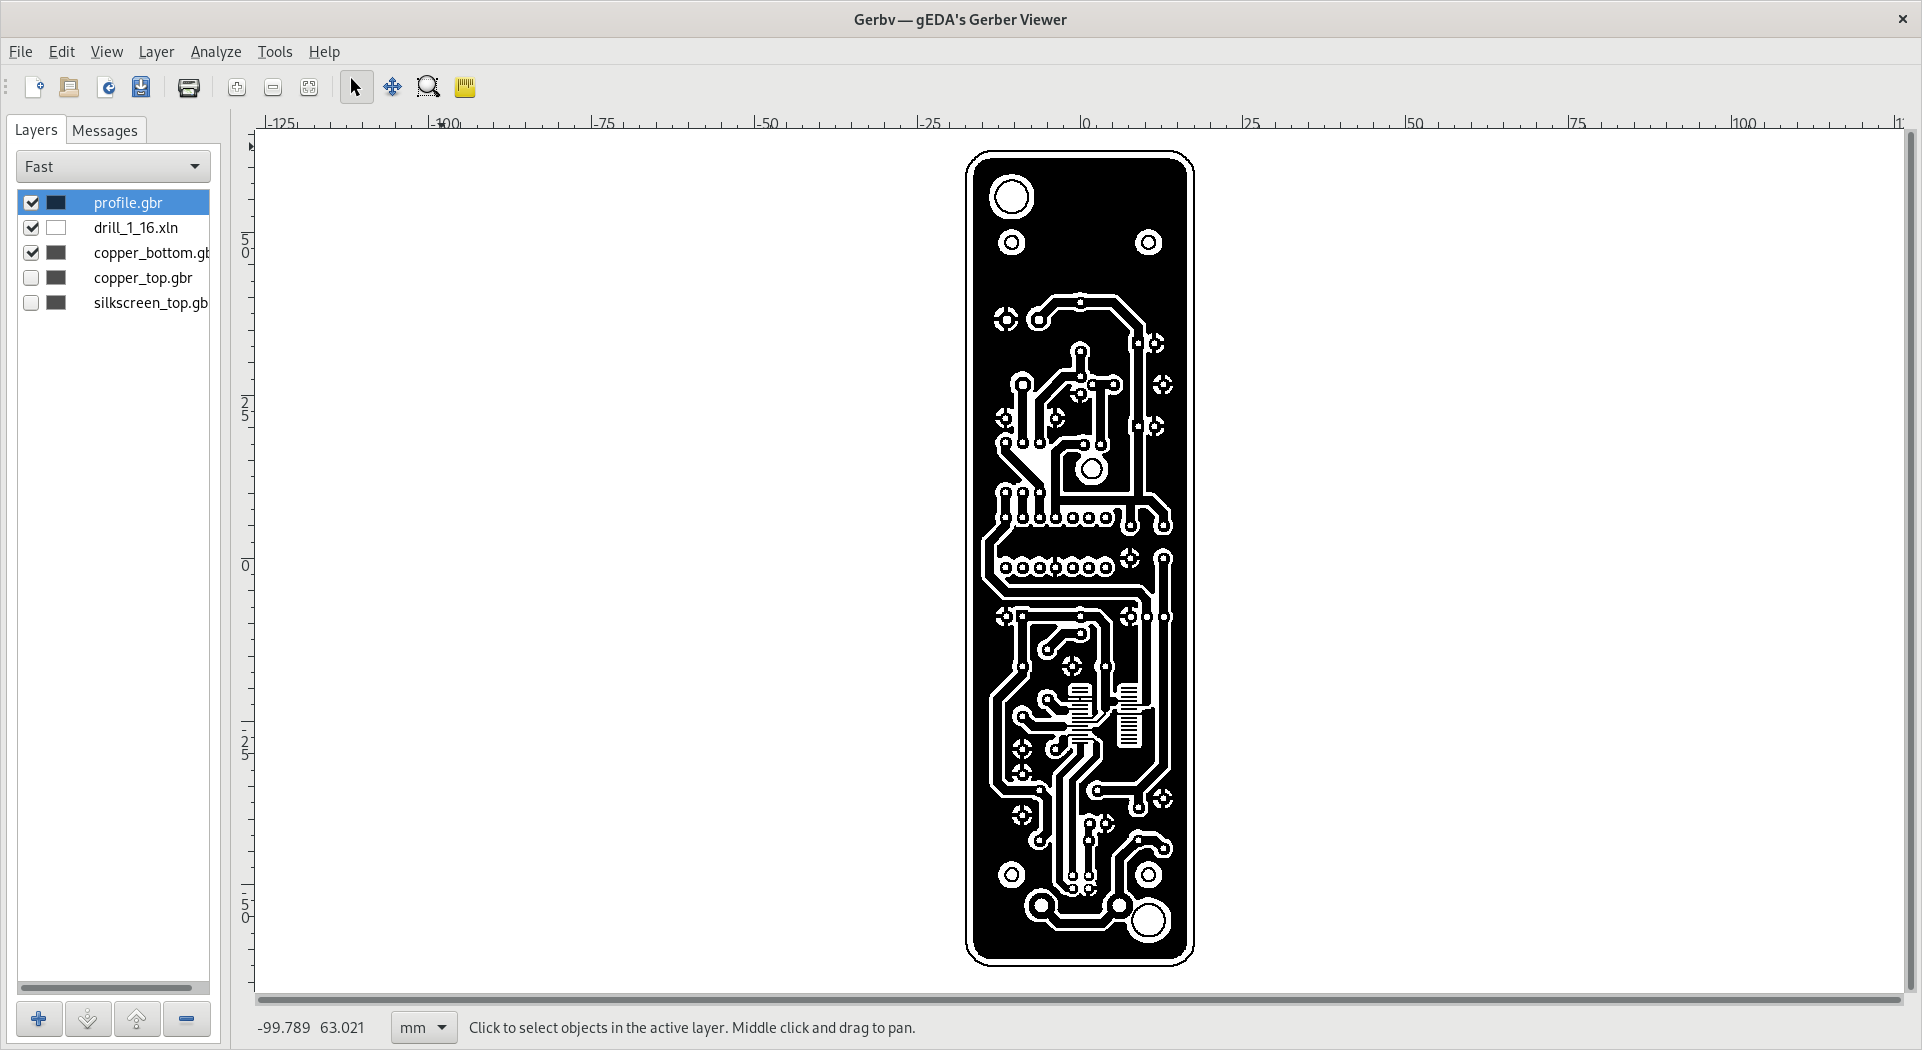 Gerbv — gEDA's Gerber Viewer
File Edit View Layer Analyze Tools Help
Layers Messages
Fast
profile.gbr
drill_1_16.xln
copper_bottom.gb
copper_top.gbr
silkscreen_top.gb
-125 -100 -75 -50 -25 0 25 50 75 100
50
25
0
-25
-50
-99.789 63.021 mm Click to select objects in the active layer. Middle click and drag to pan.